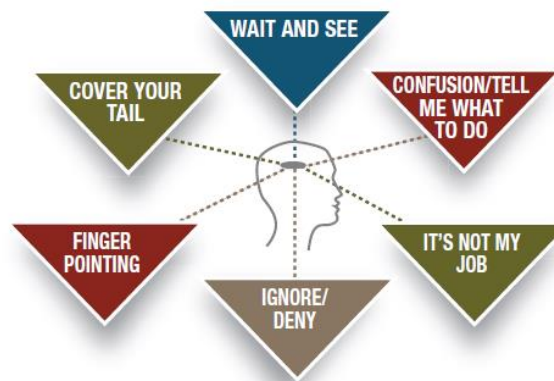 WAIT AND SEE
COVER YOUR
TAIL
CONFUSION/TELL
ME WHAT
TO DO
FINGER
POINTING
IT'S NOT MY
JOB
IGNORE/
DENY